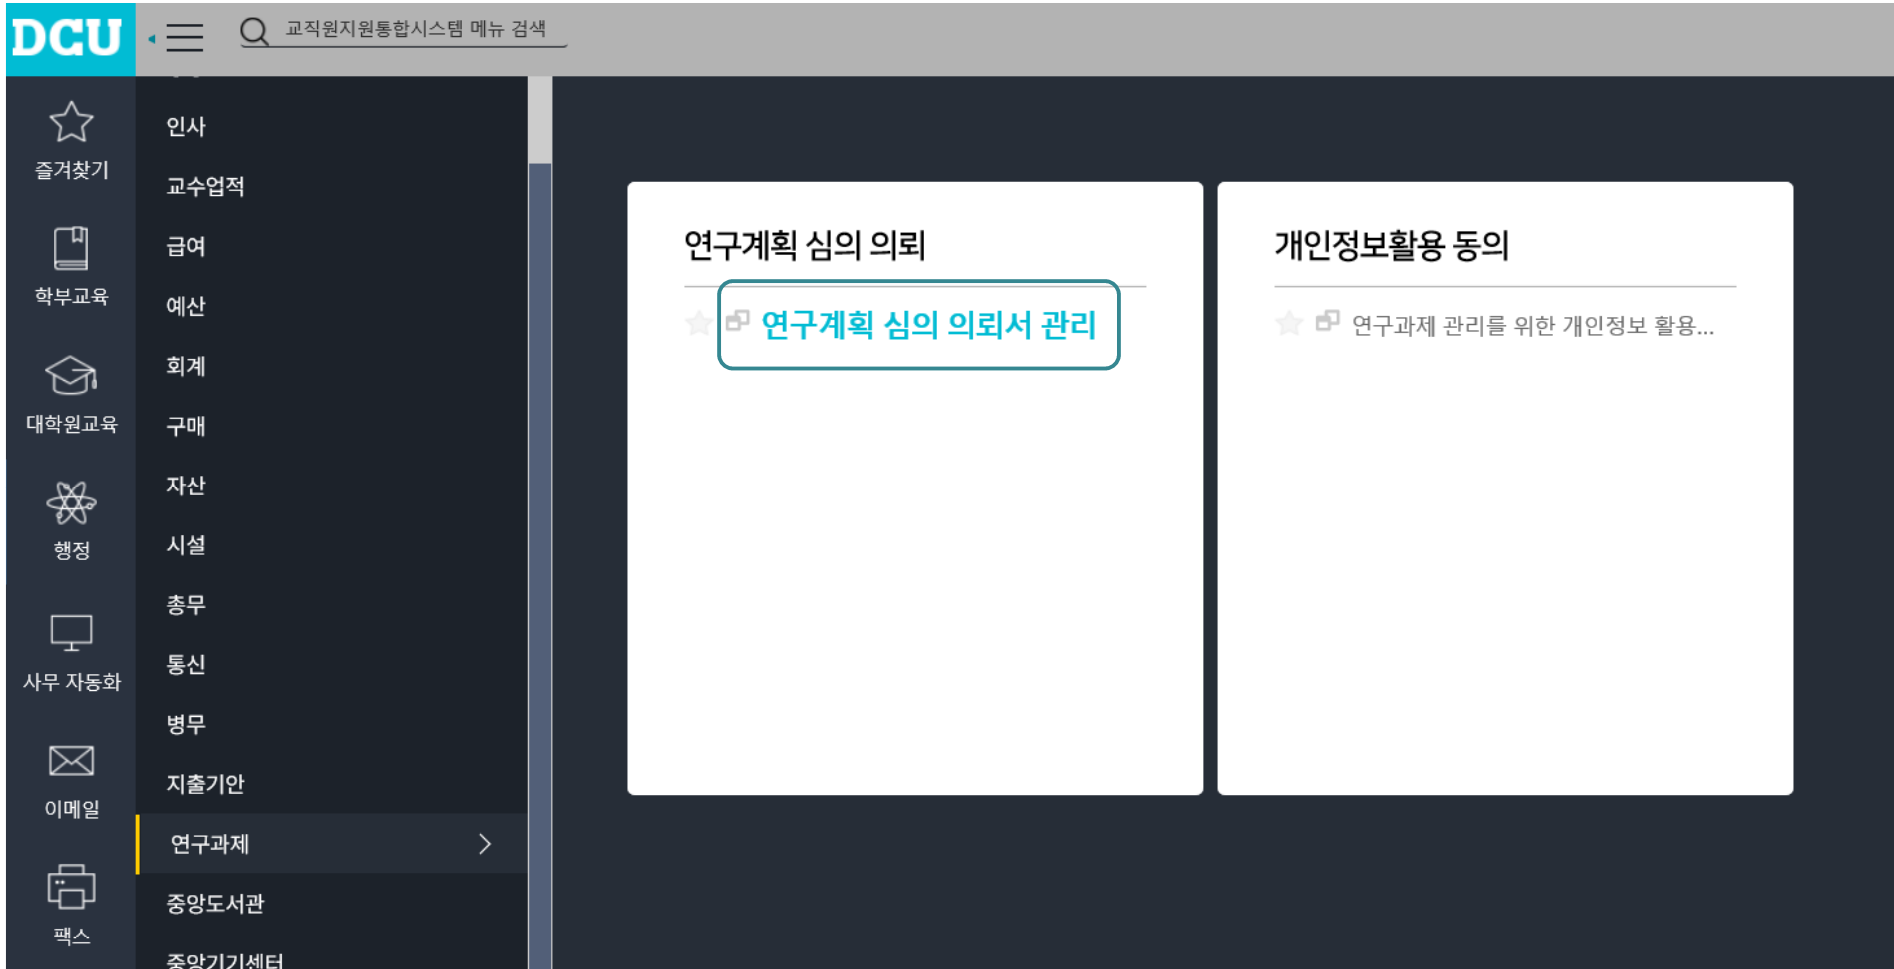 DCU
교직원지원통합시스템 메뉴 검색
즐겨찾기
학부교육
대학원교육
행정
사무 자동화
이메일
팩스
인사
교수업적
급여
예산
회계
구매
자산
시설
총무
통신
병무
지출기안
연구과제
중앙도서관
중앙기기센터
연구계획 심의 의뢰
연구계획 심의 의뢰서 관리
개인정보활용 동의
연구과제 관리를 위한 개인정보 활용...